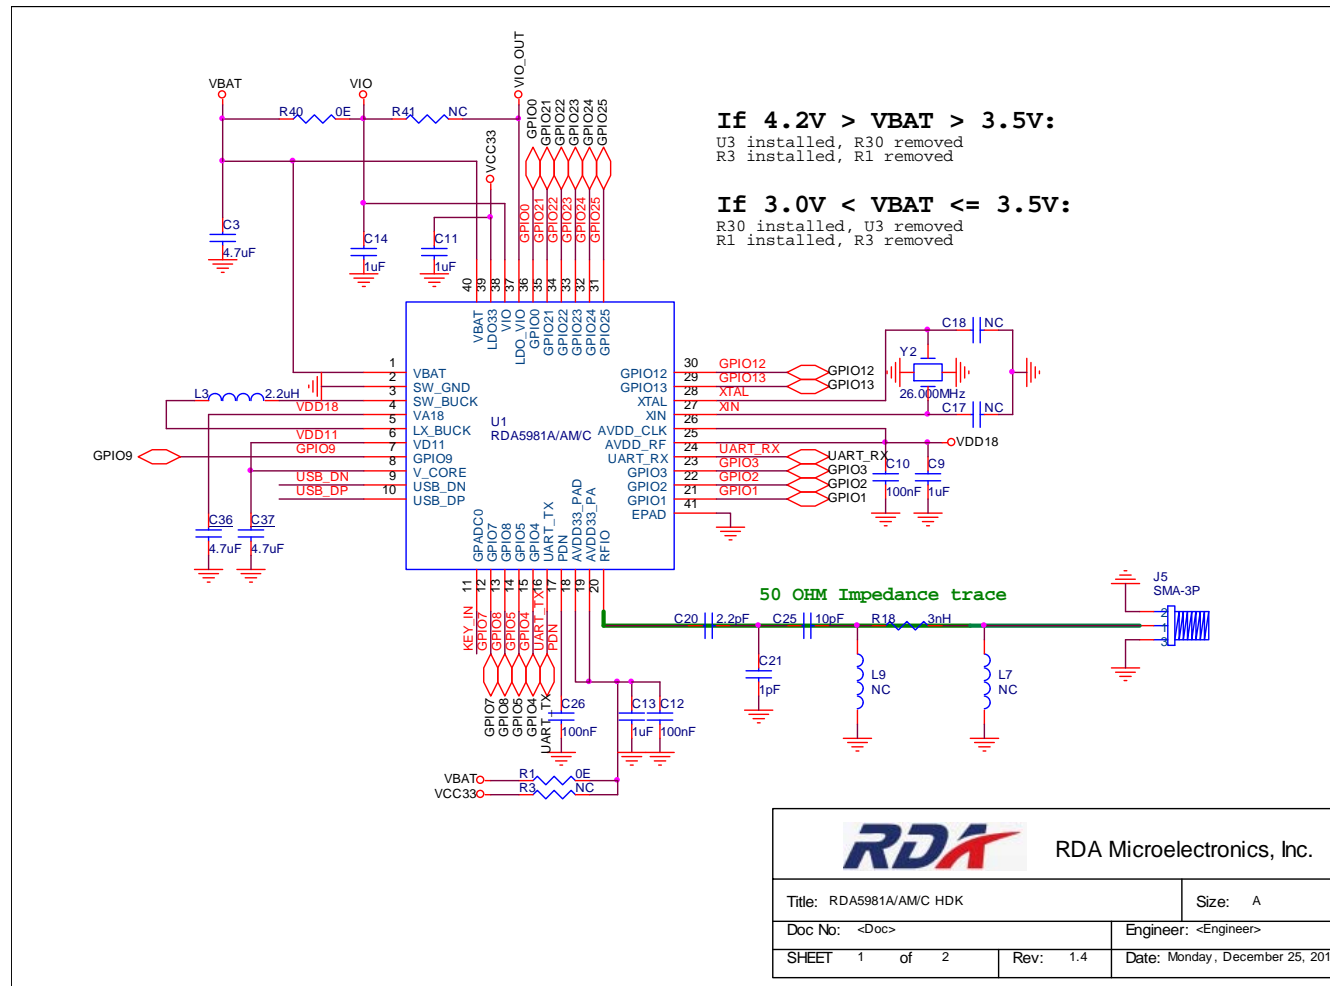 VBAT
VIO
VIO_OUT
R40 0E
R41 NC
VCC33
GPIO0
GPIO21
GPIO22
GPIO23
GPIO24
GPIO25
GPIO0
GPIO21
GPIO22
GPIO23
GPIO24
GPIO25
If 4.2V > VBAT > 3.5V:
U3 installed, R30 removed
R3 installed, R1 removed
If 3.0V < VBAT <= 3.5V:
R30 installed, U3 removed
R1 installed, R3 removed
C3
4.7uF
C14
1uF
C11
1uF
40
39
38
37
36
35
34
33
32
31
VBAT
LDO33
VIO
LDO_VIO
GPIO0
GPIO21
GPIO22
GPIO23
GPIO24
GPIO25
1 VBAT
2 SW_GND
3 SW_BUCK
4 VA18
5 LX_BUCK
6 VD11
7 GPIO9
8 V_CORE
9 USB_DN
10 USB_DP
L3 2.2uH
VDD18
VDD11
GPIO9
GPIO9
USB_DN
USB_DP
C36
4.7uF
C37
4.7uF
U1
RDA5981A/AM/C
GPIO12 30 GPIO12 GPIO12
GPIO13 29 GPIO13 GPIO13
XTAL 28 XTAL
XIN 27 XIN
AVDD_CLK 26
AVDD_RF 25 VDD18
UART_RX 24 UART_RX UART_RX
GPIO3 23 GPIO3 GPIO3
GPIO2 22 GPIO2 GPIO2
GPIO1 21 GPIO1 GPIO1
EPAD 41
C18 NC
Y2
26.000MHz
C17 NC
C10
100nF
C9
1uF
GPADC0
GPIO7
GPIO8
GPIO5
GPIO4
UART_TX
PDN
AVDD33_PAD
AVDD33_PA
RFIO
11
12
13
14
15
16
17
18
19
20
KEY_IN
GPIO7
GPIO8
GPIO5
GPIO4
UART_TX
PDN
GPIO7
GPIO8
GPIO5
GPIO4
UART_TX
C26
100nF
C13
1uF
C12
100nF
VBAT R1 0E
VCC33 R3 NC
50 OHM Impedance trace
C20 2.2pF
C25 10pF
R18 3nH
C21
1pF
L9
NC
L7
NC
J5
SMA-3P
2
1
3
RDA
RDA Microelectronics, Inc.
Title: RDA5981A/AM/C HDK
Size: A
Doc No: <Doc>
Engineer: <Engineer>
SHEET 1 of 2
Rev: 1.4
Date: Monday, December 25, 201